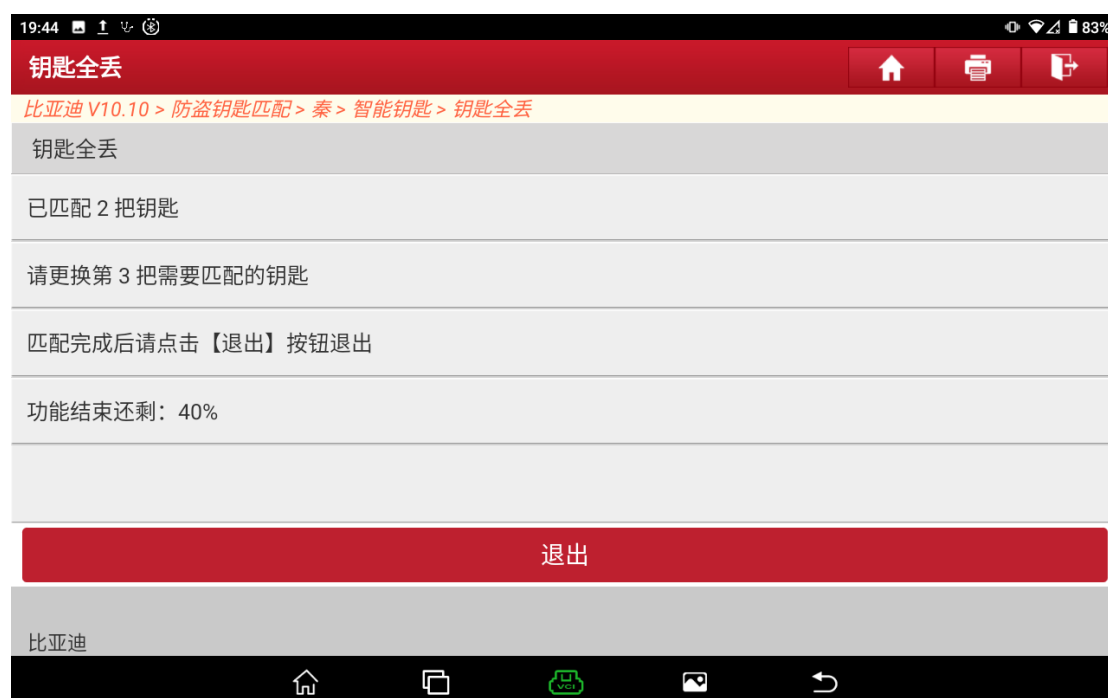 19:44
83%
钥匙全丢
比亚迪 V10.10 > 防盗钥匙匹配 > 秦 > 智能钥匙 > 钥匙全丢
钥匙全丢
已匹配 2 把钥匙
请更换第 3 把需要匹配的钥匙
匹配完成后请点击【退出】按钮退出
功能结束还剩：40%
退出
比亚迪
VCI